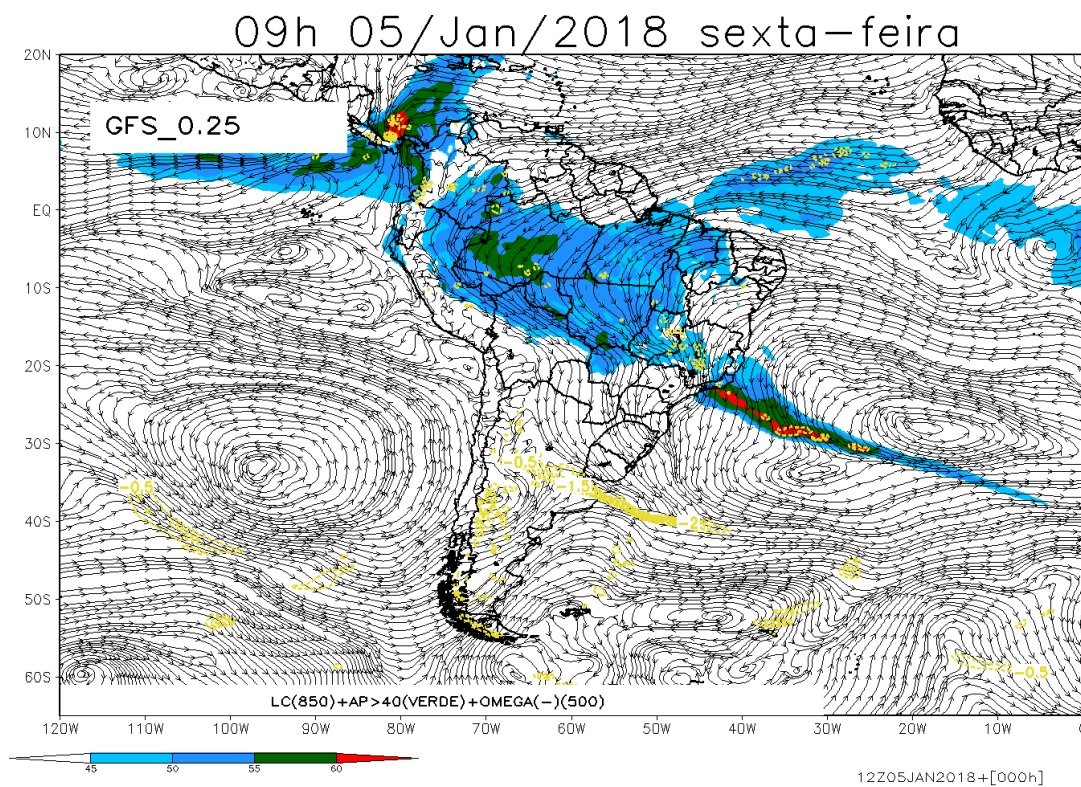 09h 05/Jan/2018 sexta-feira
20N
GFS_0.25
10N
EQ
10S
20S
30S
40S
50S
60S
-0.5
-1.5
-0.5
-25
-0.5
LC(850)+AP>40(VERDE)+OMEGA(-)(500)
120W 110W 100W 90W 80W 70W 60W 50W 40W 30W 20W 10W 0
45 50 55 60
12Z05JAN2018+[000h]